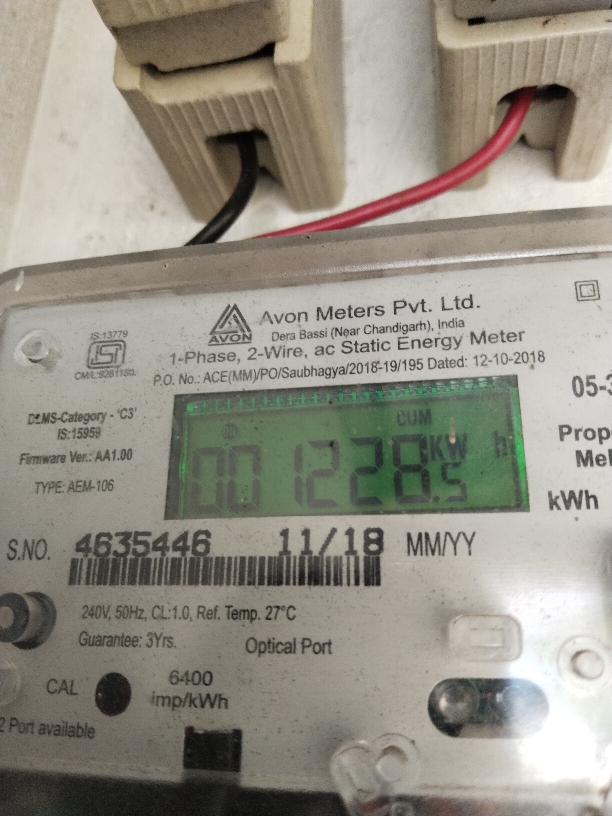 Avon Meters Pvt. Ltd.
AVON
Dera Bassi (Near Chandigarh), India
1-Phase, 2-Wire, ac Static Energy Meter
P.O. No.: ACE(MM)/PO/Saubhagya/2018-19/195 Dated: 12-10-2018
IS:13779
ISI
DLMS-Category - 'C3'
IS:15959
Firmware Ver.: AA1.00
TYPE: AEM-106
CUM
001228.5
KW h
05-3
Prope
Met
kWh
S.NO. 4635446 11/18 MM/YY
240V, 50Hz, CL:1.0, Ref. Temp. 27°C
Guarantee: 3Yrs.
Optical Port
CAL
6400
imp/kWh
2 Port available